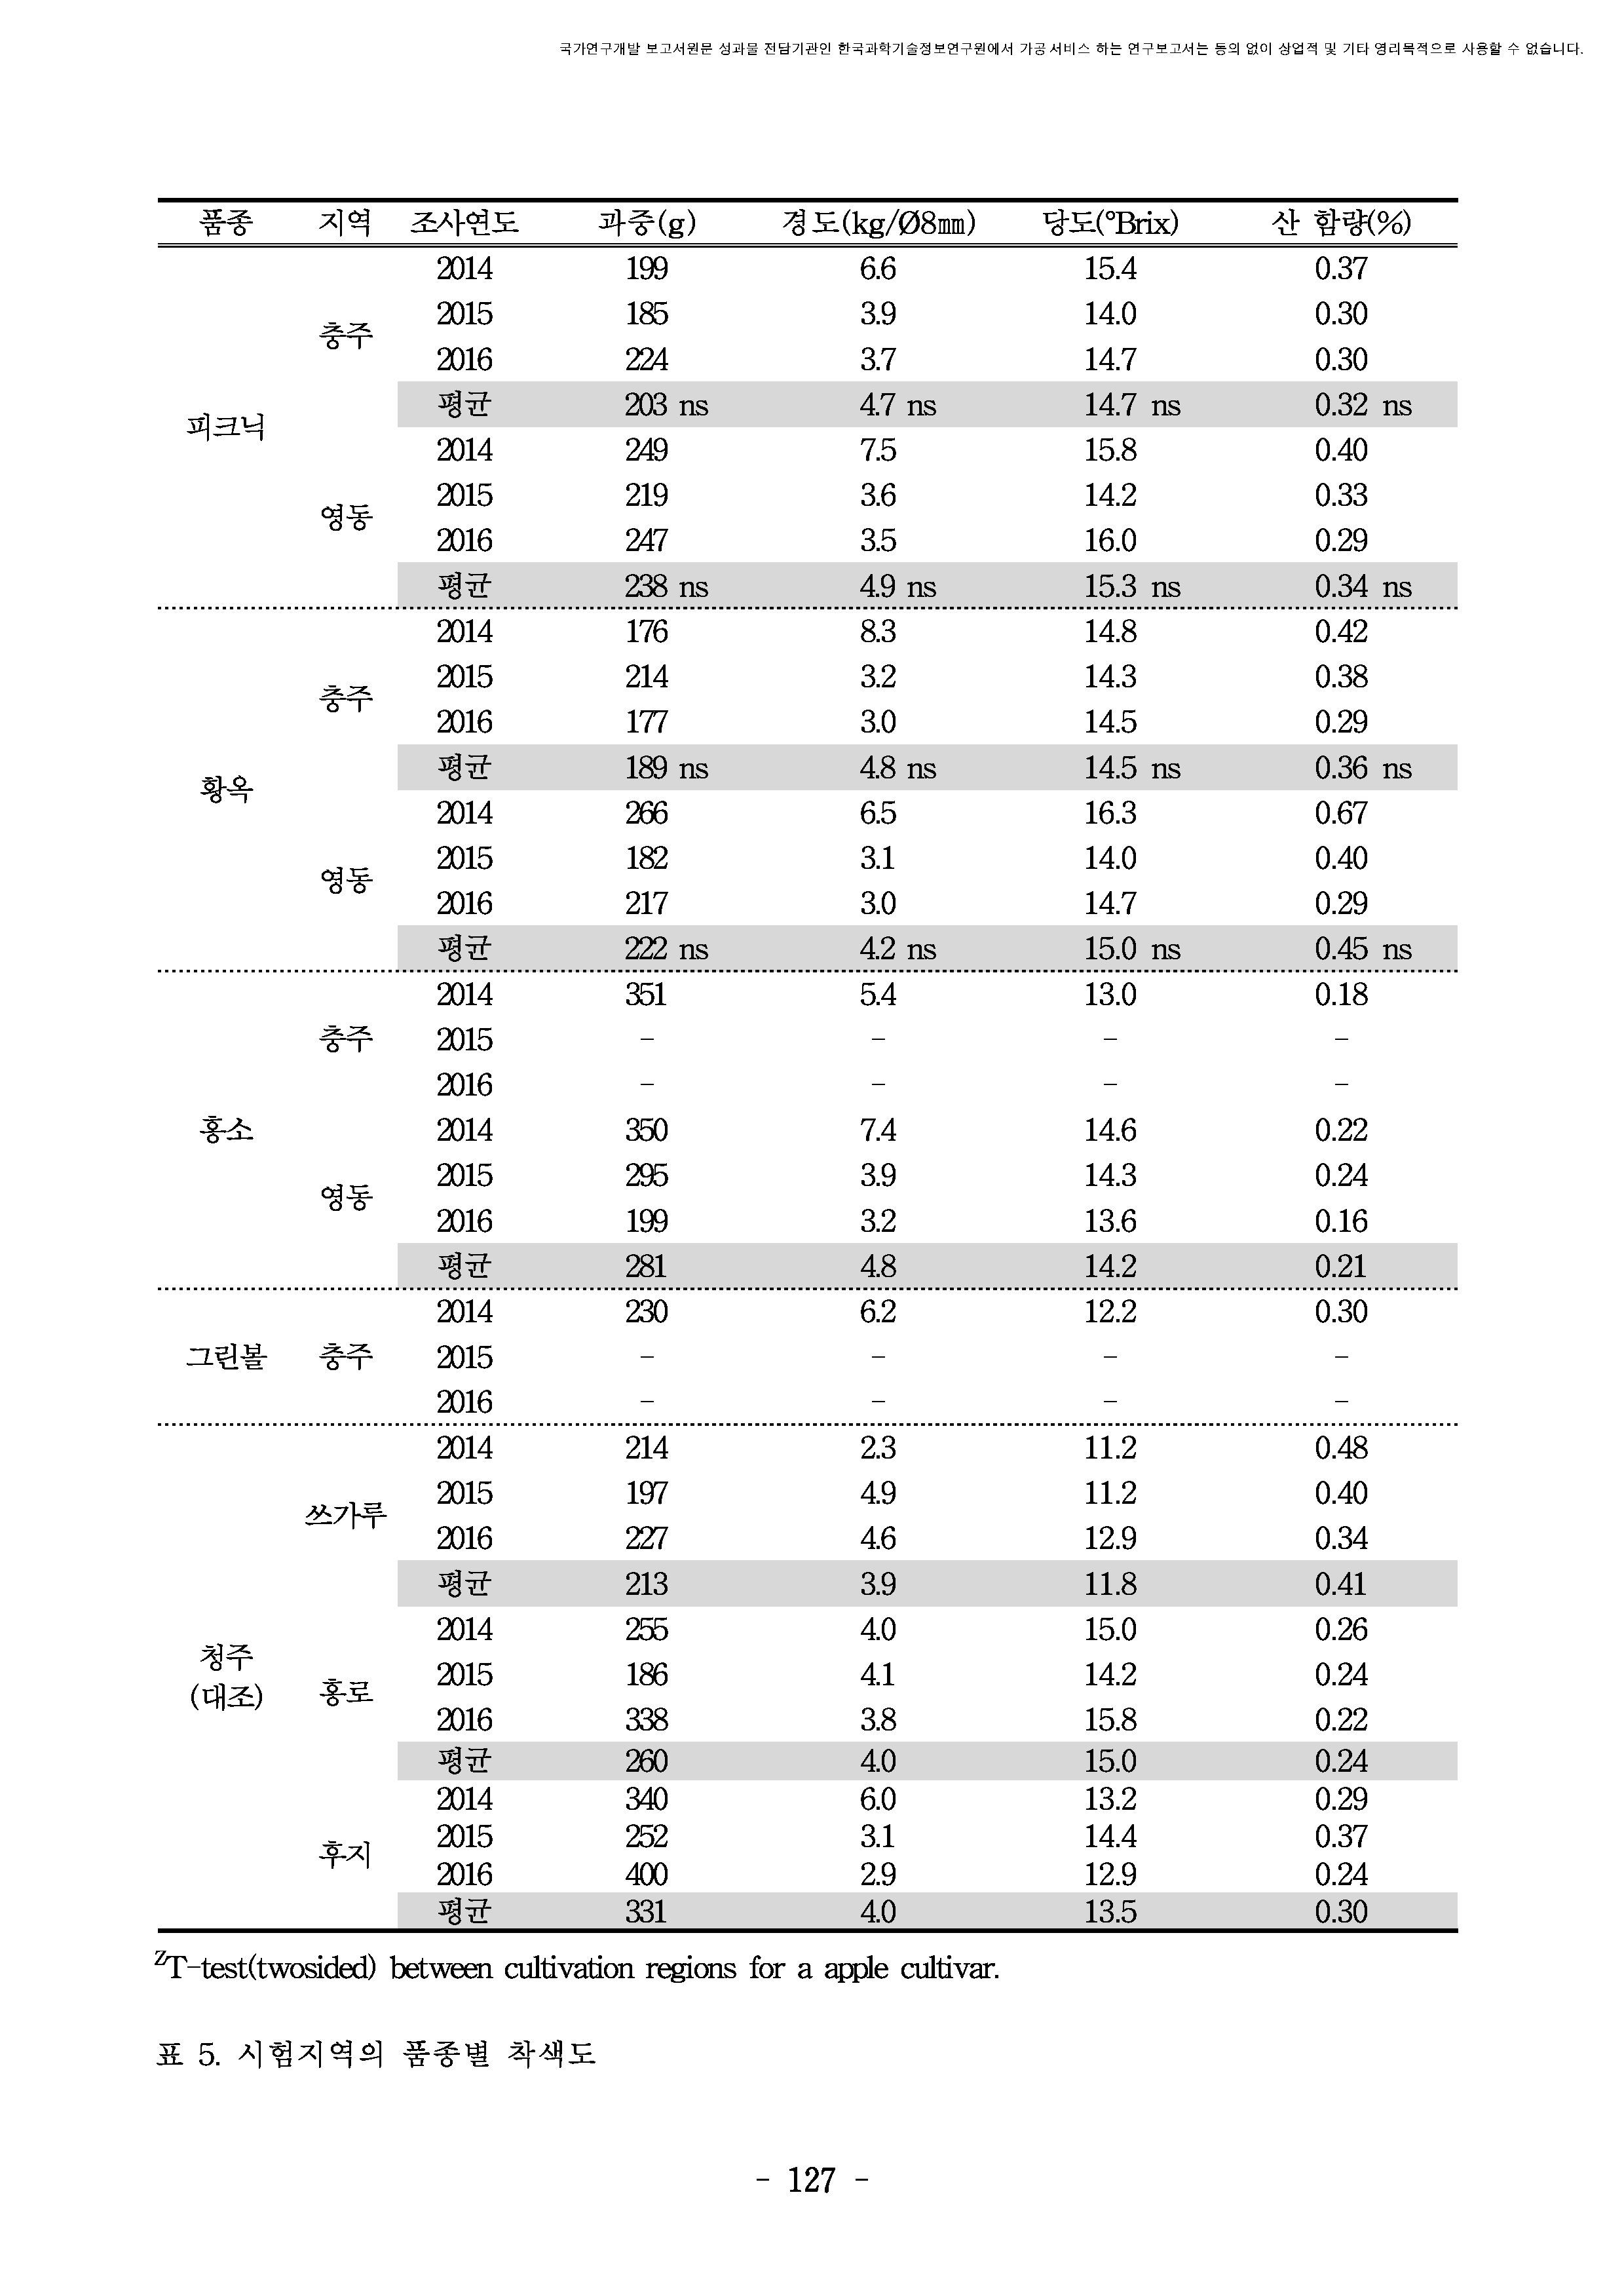 국가연구개발 보고서원문 성과물 전담기관인 한국과학기술정보연구원에서 가공·서비스 하는 연구보고서는 동의 없이 상업적 및 기타 영리목적으로 사용할 수 없습니다.
품종 지역 조사연도 과중(g) 경도(kg/Ø8㎜) 당도(°Brix) 산 함량(%)
2014 199 6.6 15.4 0.37
2015 185 3.9 14.0 0.30
충주
2016 224 3.7 14.7 0.30
평균 203 ns 4.7 ns 14.7 ns 0.32 ns
피크닉
2014 249 7.5 15.8 0.40
2015 219 3.6 14.2 0.33
영동
2016 247 3.5 16.0 0.29
평균 238 ns 4.9 ns 15.3 ns 0.34 ns
2014 176 8.3 14.8 0.42
2015 214 3.2 14.3 0.38
충주
2016 177 3.0 14.5 0.29
평균 189 ns 4.8 ns 14.5 ns 0.36 ns
황옥
2014 266 6.5 16.3 0.67
2015 182 3.1 14.0 0.40
영동
2016 217 3.0 14.7 0.29
평균 222 ns 4.2 ns 15.0 ns 0.45 ns
2014 351 5.4 13.0 0.18
충주 2015 - - - -
2016 - - - -
홍소 2014 350 7.4 14.6 0.22
2015 295 3.9 14.3 0.24
영동
2016 199 3.2 13.6 0.16
평균 281 4.8 14.2 0.21
2014 230 6.2 12.2 0.30
그린볼 충주 2015 - - - -
2016 - - - -
2014 214 2.3 11.2 0.48
2015 197 4.9 11.2 0.40
쓰가루
2016 227 4.6 12.9 0.34
평균 213 3.9 11.8 0.41
2014 255 4.0 15.0 0.26
청주
2015 186 4.1 14.2 0.24
(대조) 홍로
2016 338 3.8 15.8 0.22
평균 260 4.0 15.0 0.24
2014 340 6.0 13.2 0.29
2015 252 3.1 14.4 0.37
후지
2016 400 2.9 12.9 0.24
평균 331 4.0 13.5 0.30
ᶻT-test(twosided) between cultivation regions for a apple cultivar.
표 5. 시험지역의 품종별 착색도
- 127 -